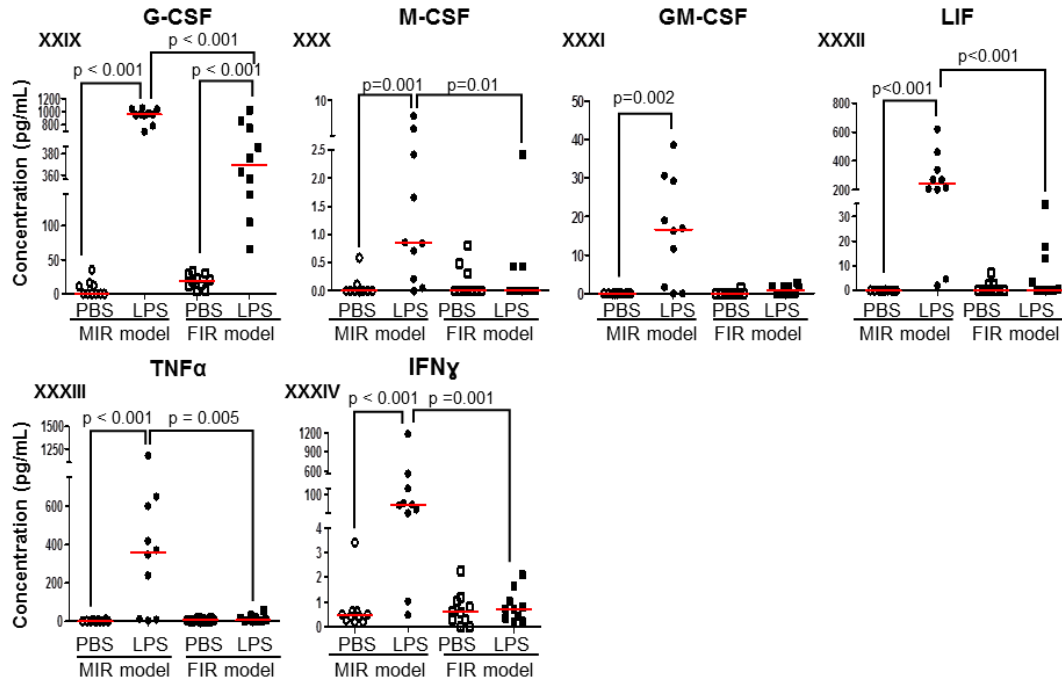 G-CSF
M-CSF
GM-CSF
LIF
XXIX
XXX
XXXI
XXXII
p < 0.001
p < 0.001
p < 0.001
p=0.001
p=0.01
p=0.002
p<0.001
p<0.001
Concentration (pg/mL)
1200
1000
800
380
360
100
50
0
10
5
2.5
2.0
1.5
1.0
0.5
0.0
50
40
30
20
10
0
800
600
400
200
30
20
10
0
PBS LPS PBS LPS
MIR model FIR model
PBS LPS PBS LPS
MIR model FIR model
PBS LPS PBS LPS
MIR model FIR model
PBS LPS PBS LPS
MIR model FIR model
TNFα
IFNɣ
XXXIII
XXXIV
p < 0.001
p = 0.005
p < 0.001
p =0.001
Concentration (pg/mL)
1500
1250
600
400
200
0
1200
900
600
100
4
3
2
1
0
PBS LPS PBS LPS
MIR model FIR model
PBS LPS PBS LPS
MIR model FIR model